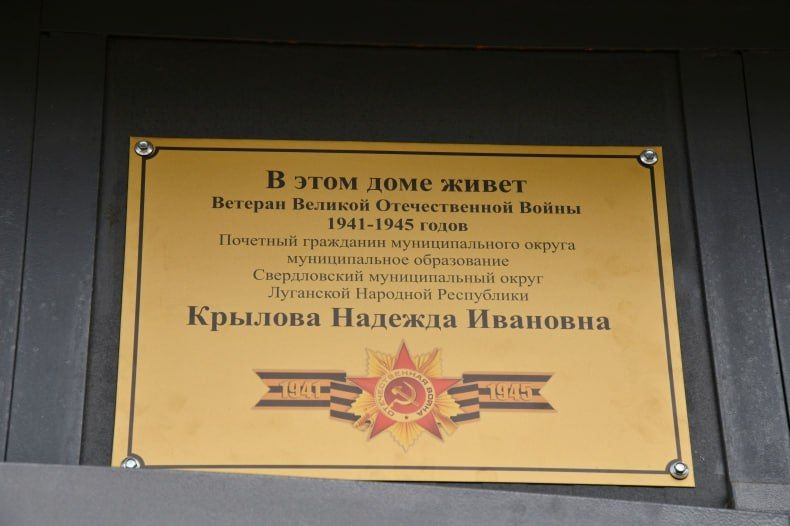 В этом доме живет
Ветеран Великой Отечественной Войны
1941-1945 годов
Почетный гражданин муниципального округа
муниципальное образование
Свердловский муниципальный округ
Луганской Народной Республики
Крылова Надежда Ивановна
1941 ОТЕЧЕСТВЕННАЯ ВОЙНА 1945